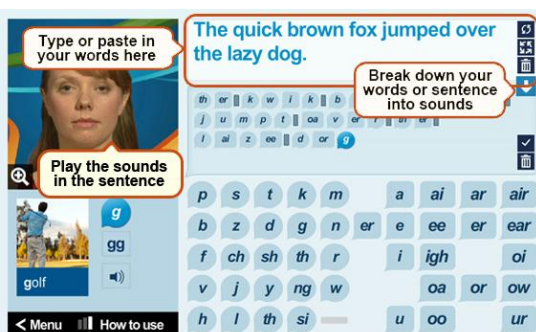 Type or paste in
your words here
The quick brown fox jumped over
the lazy dog.
Break down your
words or sentence
into sounds
th er k w i k b
j u m p t oa v er th er
l ai z ee d or g
Play the sounds
in the sentence
g
gg
golf
p s t k m a ai ar air
b z d g n er e ee er ear
f ch sh th r i igh oi
v j y ng w oa or ow
h l th si u oo ur
< Menu How to use